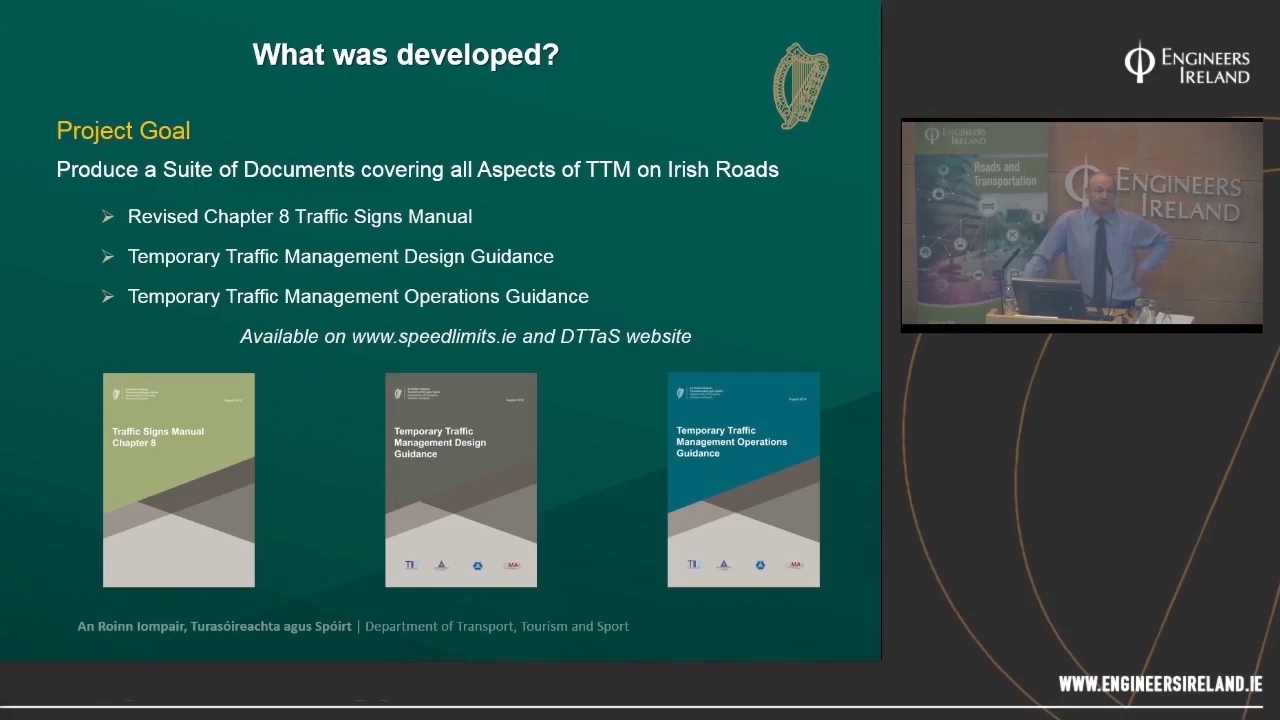 What was developed?
Project Goal
Produce a Suite of Documents covering all Aspects of TTM on Irish Roads
Revised Chapter 8 Traffic Signs Manual
Temporary Traffic Management Design Guidance
Temporary Traffic Management Operations Guidance
Available on www.speedlimits.ie and DTTaS website
Traffic Signs Manual
Chapter 8
Temporary Traffic
Management Design
Guidance
Temporary Traffic
Management Operations
Guidance
An Roinn Iompair, Turasóireachta agus Spóirt | Department of Transport, Tourism and Sport
ENGINEERS
IRELAND
ENGINEERS
IRELAND
Roads and
Transportation
ENGINEERS
IRELAND
WWW.ENGINEERSIRELAND.IE